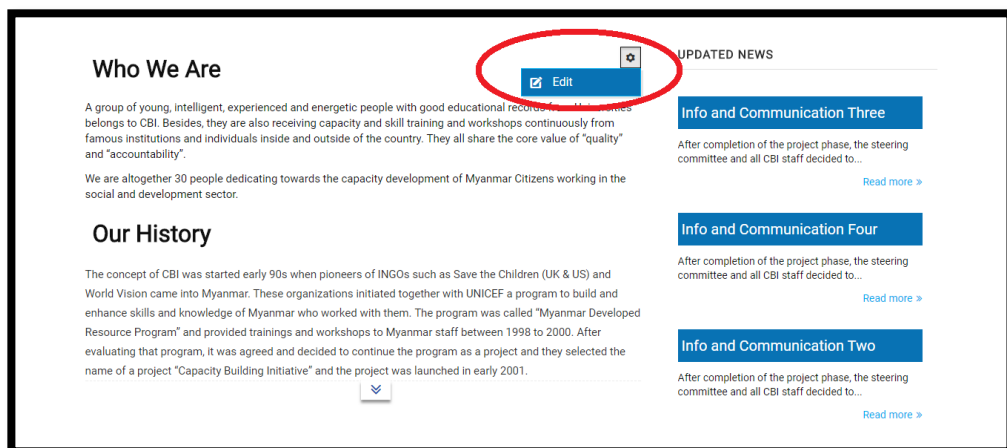 Who We Are
Edit
A group of young, intelligent, experienced and energetic people with good educational records from Universities
belongs to CBI. Besides, they are also receiving capacity and skill training and workshops continuously from
famous institutions and individuals inside and outside of the country. They all share the core value of “quality”
and “accountability”.
We are altogether 30 people dedicating towards the capacity development of Myanmar Citizens working in the
social and development sector.
Our History
The concept of CBI was started early 90s when pioneers of INGOs such as Save the Children (UK & US) and
World Vision came into Myanmar. These organizations initiated together with UNICEF a program to build and
enhance skills and knowledge of Myanmar who worked with them. The program was called “Myanmar Developed
Resource Program” and provided trainings and workshops to Myanmar staff between 1998 to 2000. After
evaluating that program, it was agreed and decided to continue the program as a project and they selected the
name of a project “Capacity Building Initiative” and the project was launched in early 2001.
UPDATED NEWS
Info and Communication Three
After completion of the project phase, the steering
committee and all CBI staff decided to...
Read more »
Info and Communication Four
After completion of the project phase, the steering
committee and all CBI staff decided to...
Read more »
Info and Communication Two
After completion of the project phase, the steering
committee and all CBI staff decided to...
Read more »